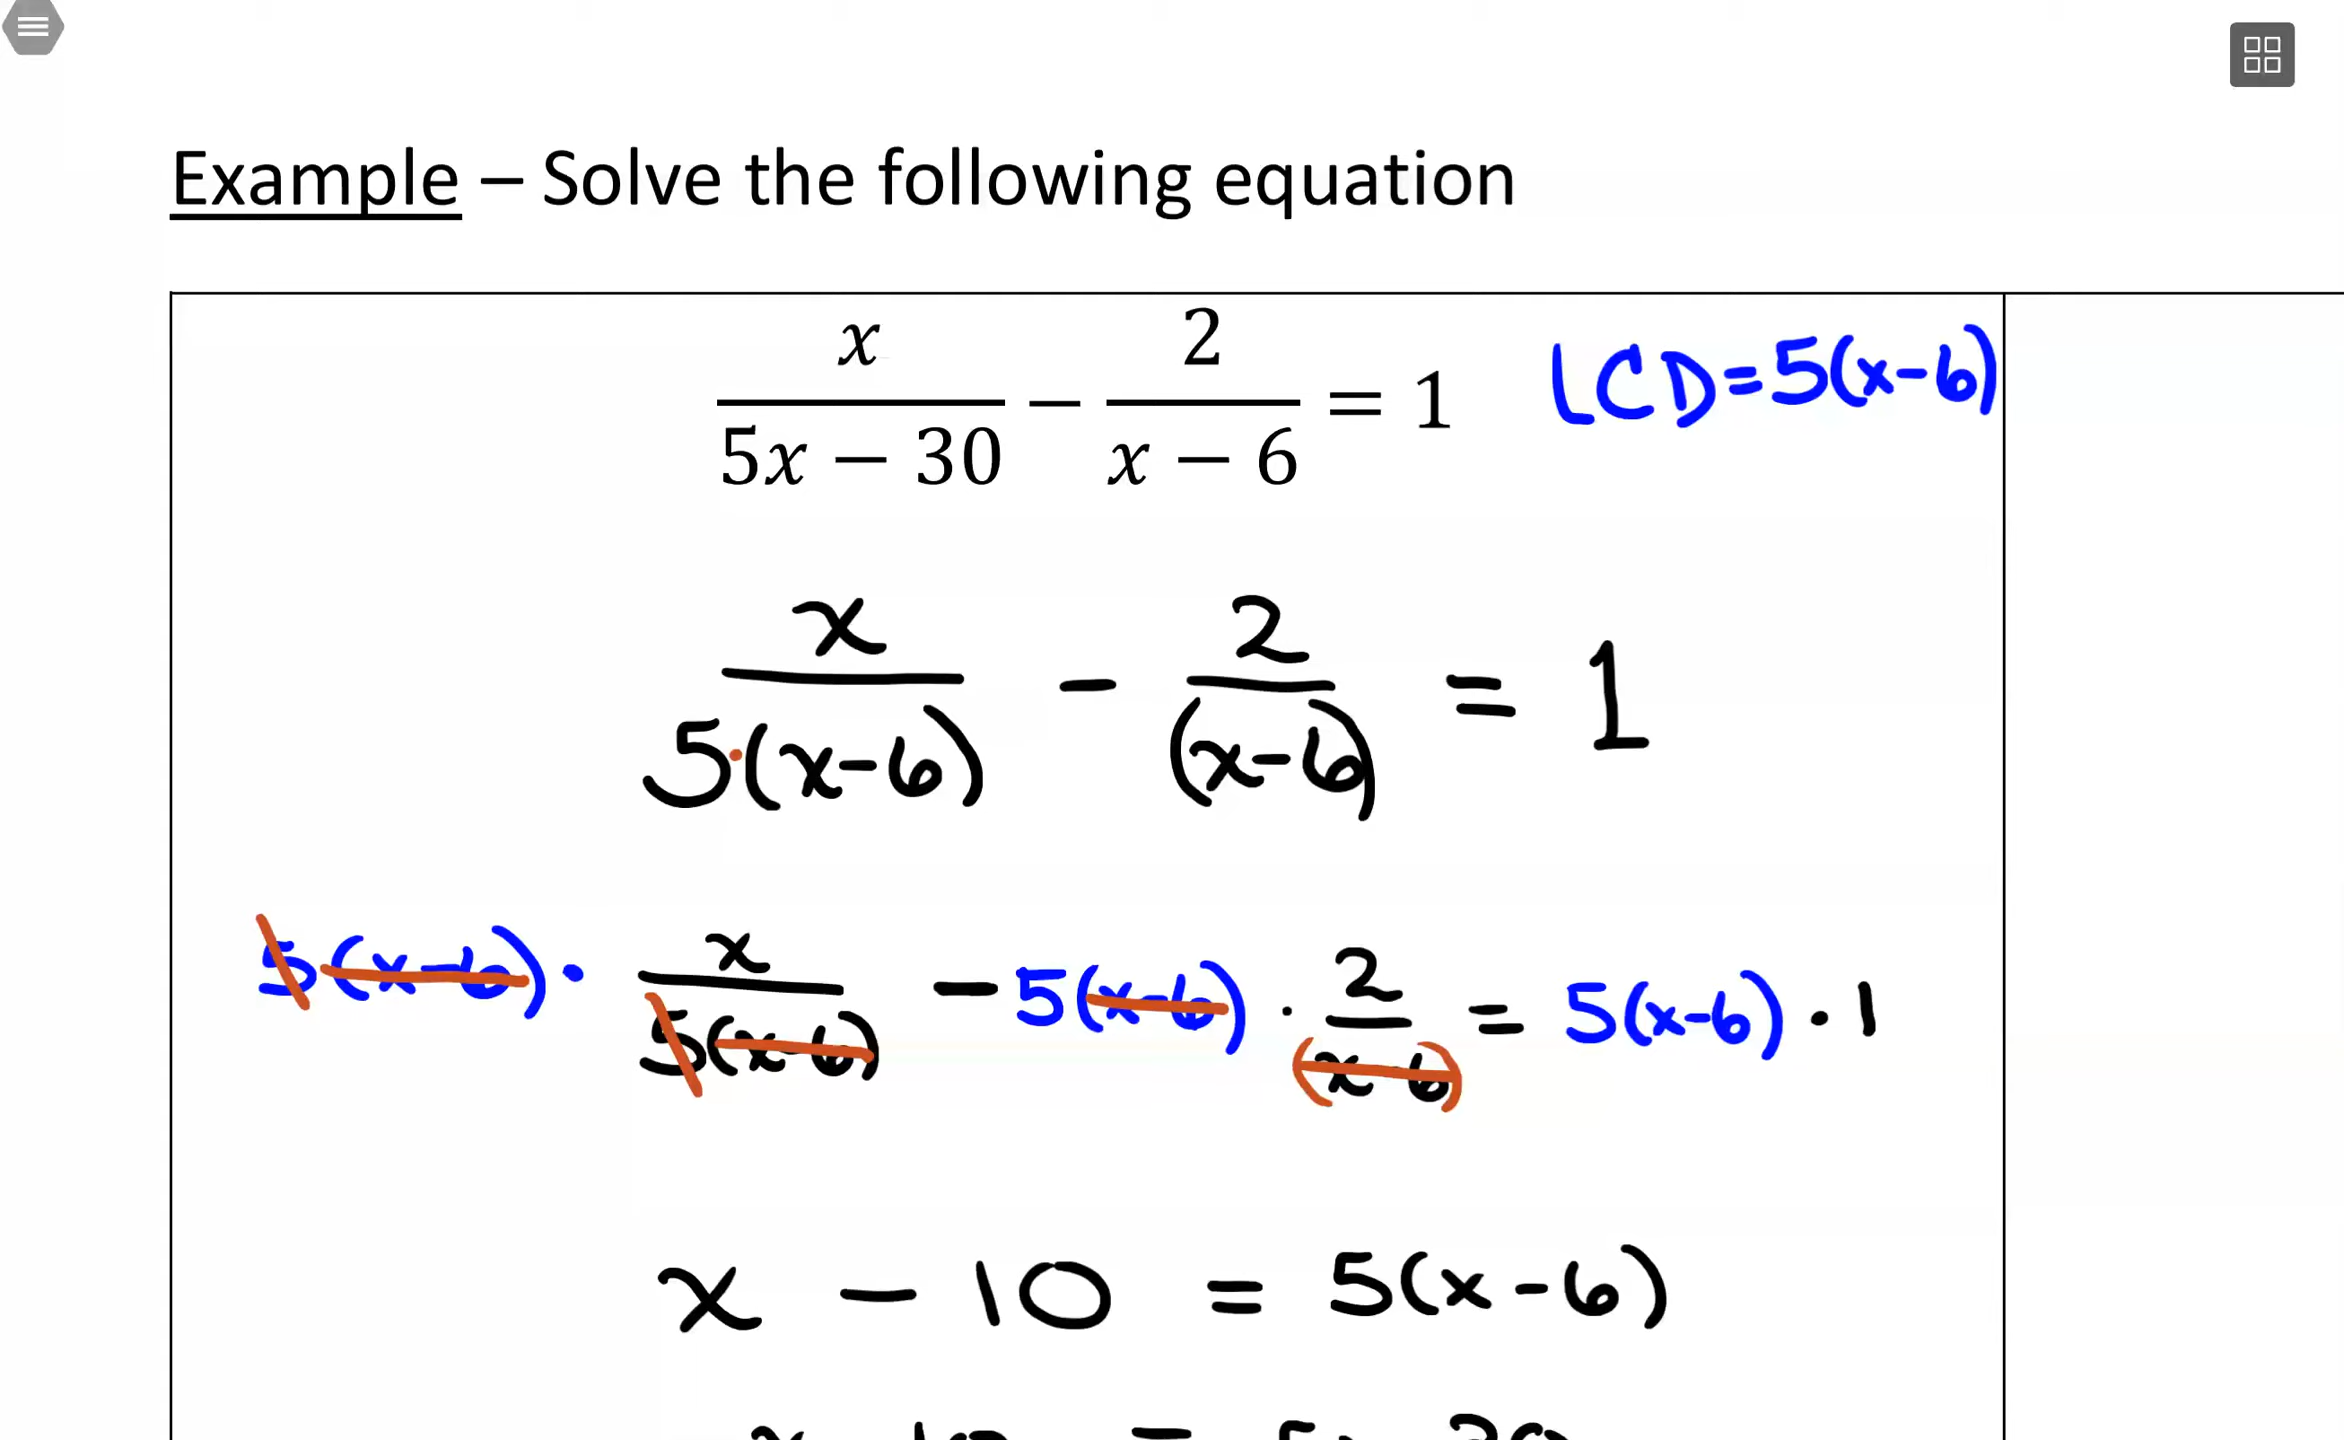 Example – Solve the following equation
x/(5x − 30) − 2/(x − 6) = 1 LCD=5(x-6)
x/(5·(x-6)) - 2/(x-6) = 1
5(x-6) · x/(5(x-6)) - 5(x-6) · 2/(x-6) = 5(x-6) · 1
x - 10 = 5(x-6)